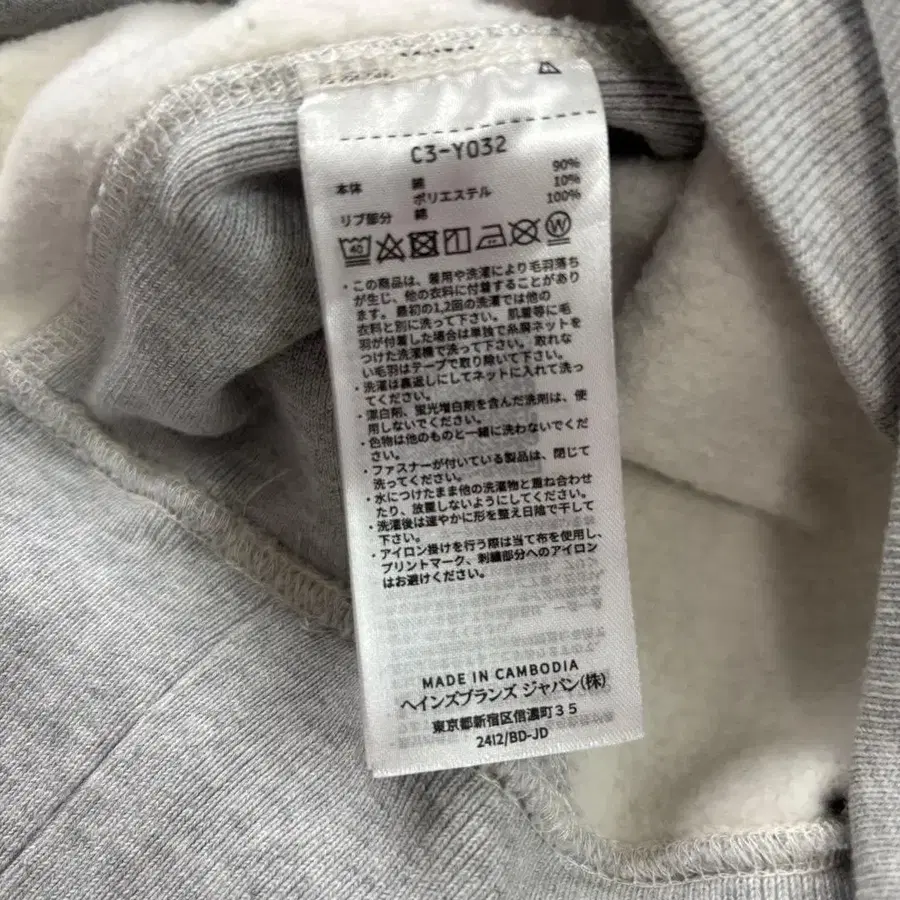 C3-Y032
本体 綿 90%
ポリエステル 10%
リブ部分 綿 100%
40
W
・この商品は、着用や洗濯により毛羽落ち
が生じ、他の衣料に付着することがあり
ます。最初の1,2回の洗濯では他の
衣料と別に洗って下さい。肌着等に毛
羽が付着した場合は単独で糸屑ネットを
つけた洗濯機で洗って下さい。取れな
い毛羽はテープで取り除いて下さい。
・洗濯は裏返しにしてネットに入れて洗っ
てください。
・漂白剤、蛍光増白剤を含んだ洗剤は、使
用しないでください。
・色物は他のものと一緒に洗わないでくだ
さい。
・ファスナーが付いている製品は、閉じて
洗ってください。
・水につけたまま他の洗濯物と重ね合わせ
たり、放置しないようにしてください。
・洗濯後は速やかに形を整え日陰で干して
下さい。
・アイロン掛けを行う際は当て布を使用し、
プリントマーク、刺繍部分へのアイロン
はお避けください。
MADE IN CAMBODIA
ヘインズブランズ ジャパン(株)
東京都新宿区信濃町35
2412/BD-JD